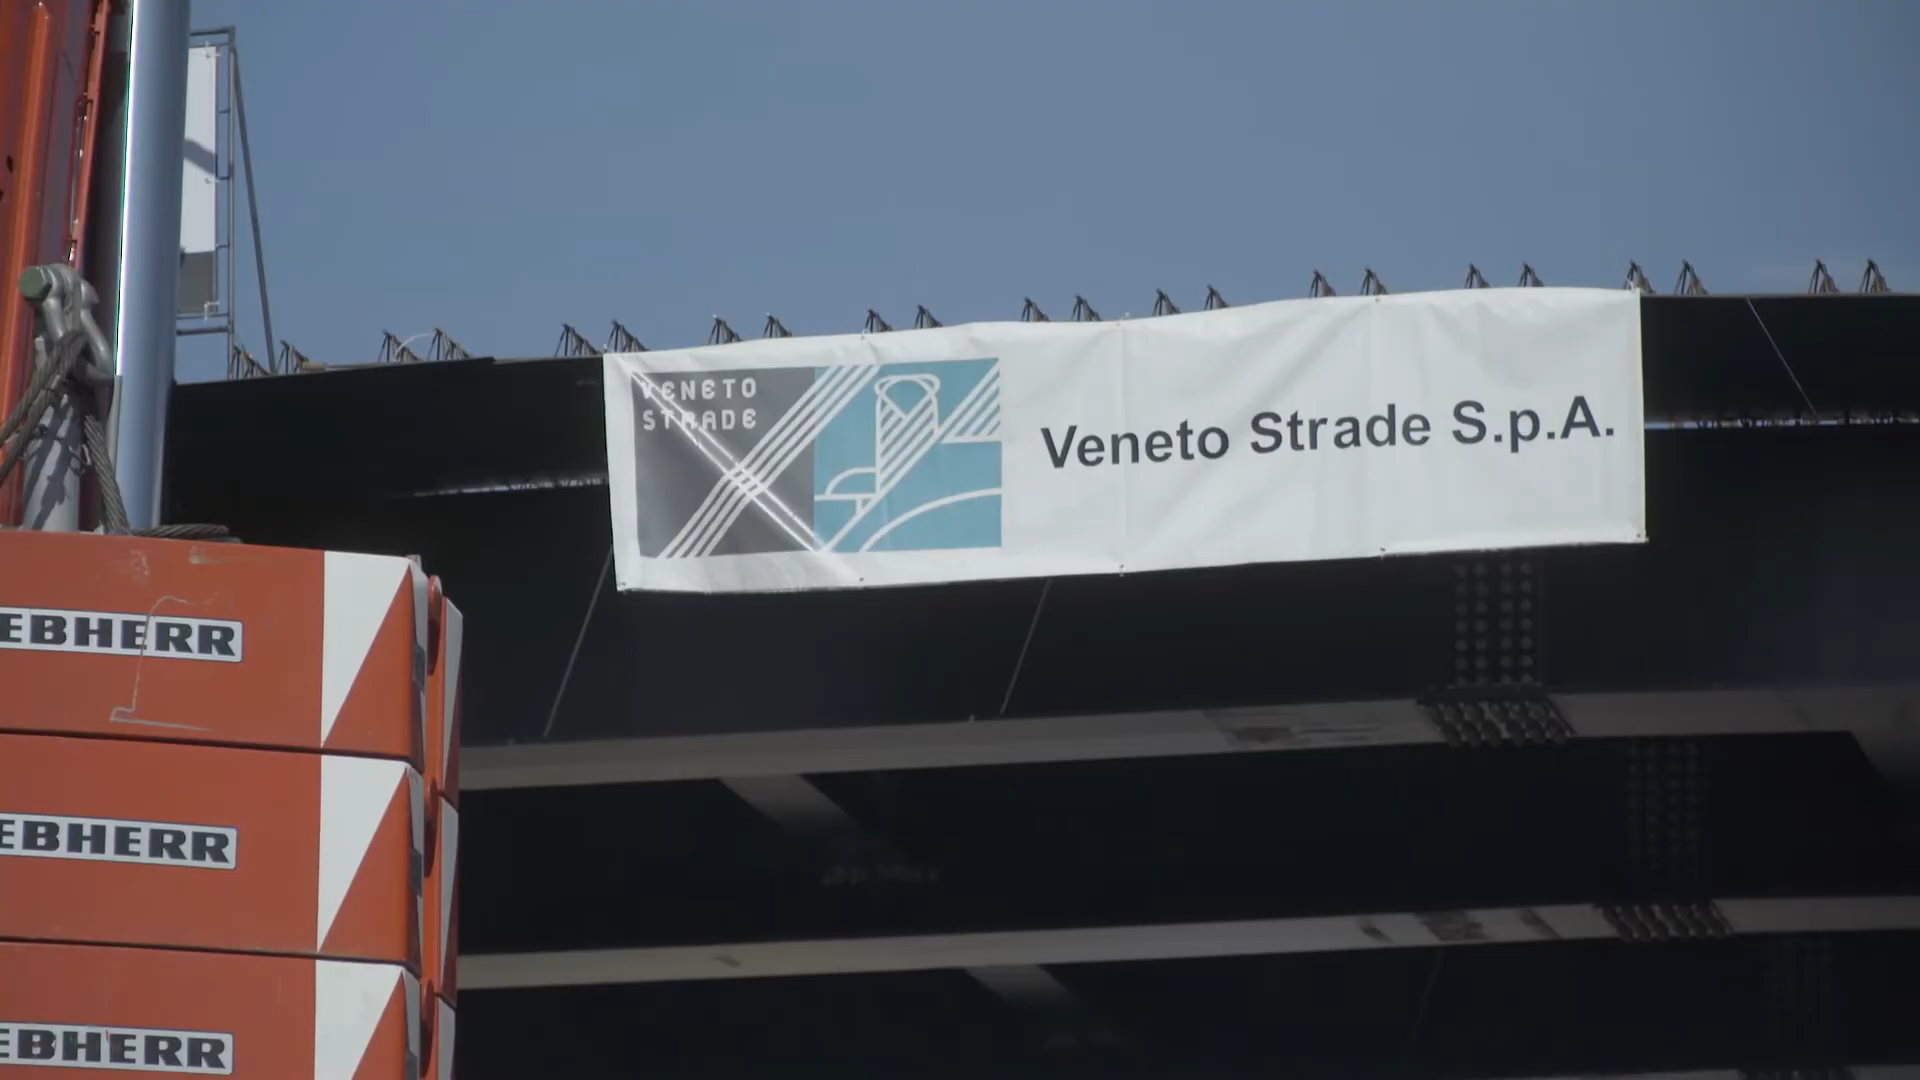 VENETO
STRADE
Veneto Strade S.p.A.
EBHERR
EBHERR
EBHERR